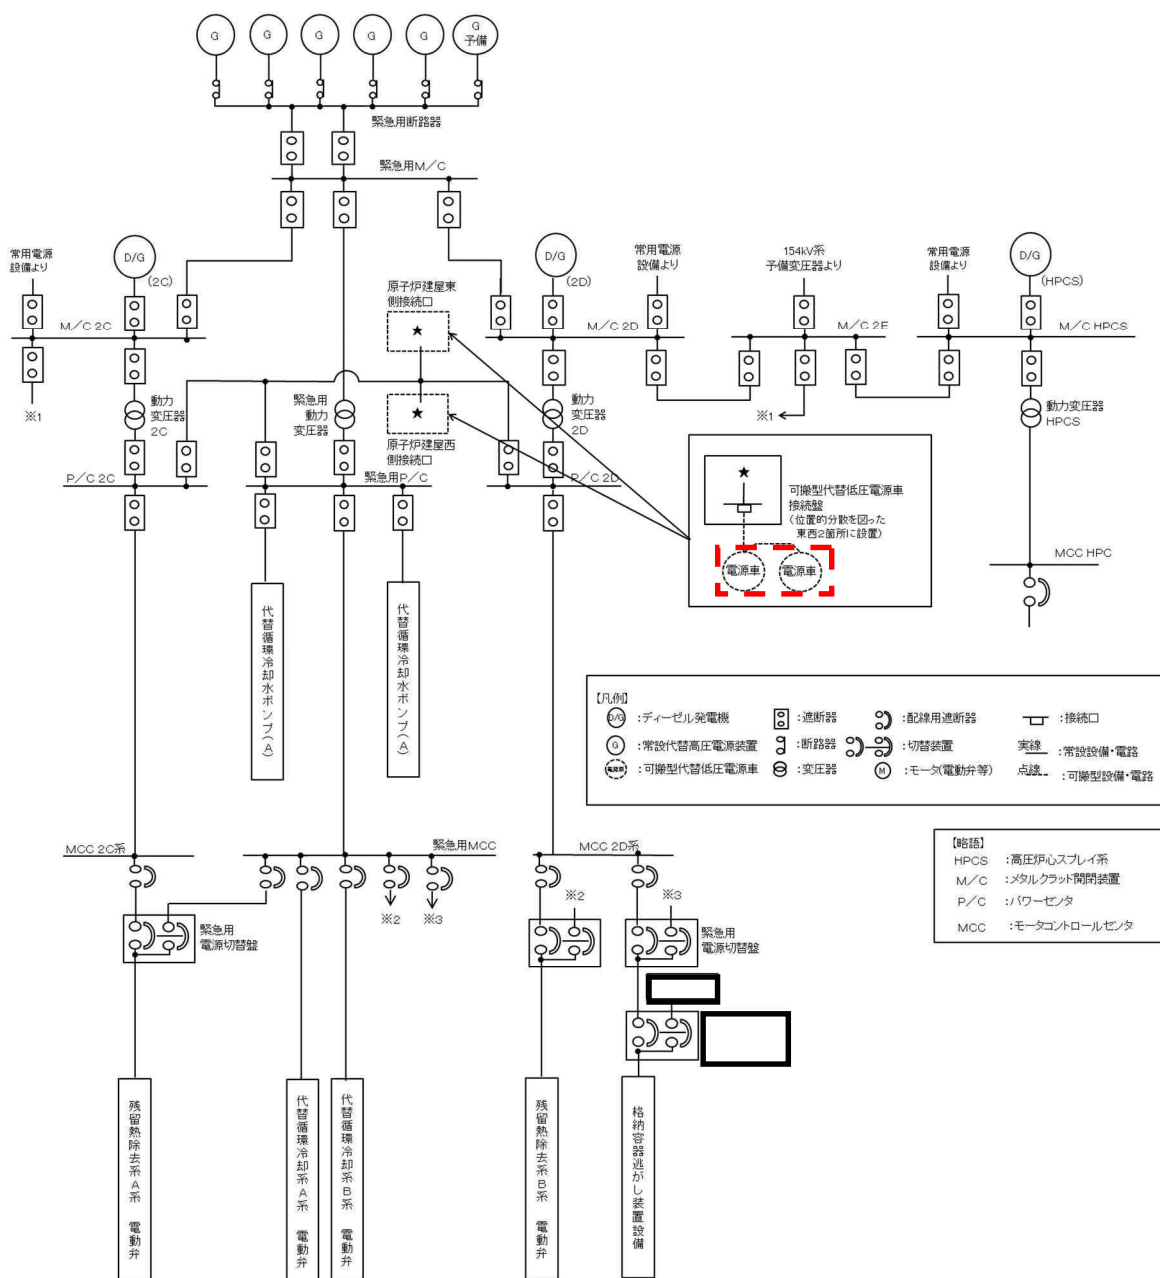 G
G
G
G
G
G
予備
緊急用断路器
緊急用M／C
常用電源
設備より
D/G
(2C)
M／C 2C
※1
動力
変圧器
2C
P／C 2C
原子炉建屋東
側接続口
★
緊急用
動力
変圧器
★
原子炉建屋西
側接続口
緊急用P／C
D/G
(2D)
M／C 2D
動力
変圧器
2D
P／C 2D
常用電源
設備より
154kV系
予備変圧器より
M／C 2E
※1
常用電源
設備より
D/G
(HPCS)
M／C HPCS
動力変圧器
HPCS
MCC HPC
★
可搬型代替低圧電源車
接続盤
(位置的分散を図った
東西2箇所に設置)
電源車
電源車
代替循環冷却水ポンプ(A)
代替循環冷却水ポンプ(A)
【凡例】
D/G
:ディーゼル発電機
:遮断器
:配線用遮断器
:接続口
G
:常設代替高圧電源装置
:断路器
:切替装置
実線
:常設設備・電路
電源車
:可搬型代替低圧電源車
:変圧器
M
:モータ(電動弁等)
点線
:可搬型設備・電路
【略語】
HPCS :高圧炉心スプレイ系
M／C :メタルクラッド開閉装置
P／C :パワーセンタ
MCC :モータコントロールセンタ
MCC 2C系
緊急用MCC
MCC 2D系
※2
※3
※2
※3
緊急用
電源切替盤
緊急用
電源切替盤
残留熱除去系A系 電動弁
代替循環冷却系A系 電動弁
代替循環冷却系B系 電動弁
残留熱除去系B系 電動弁
格納容器逃がし装置設備